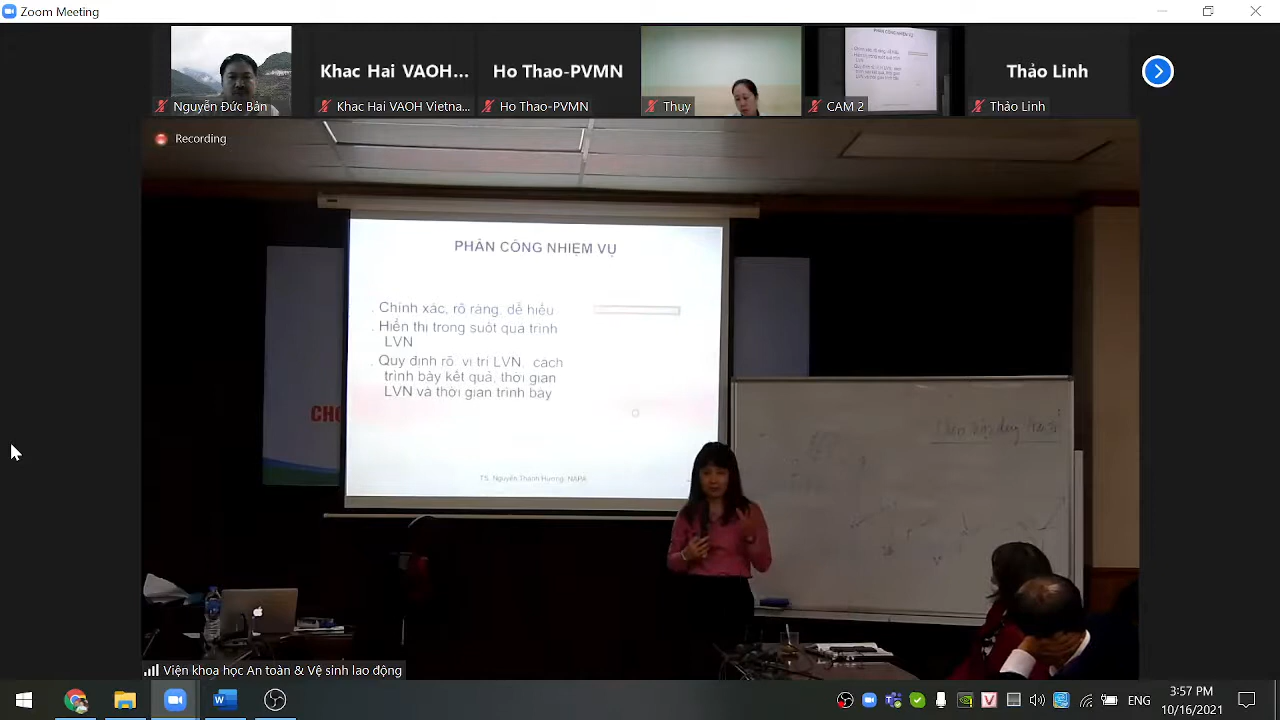 Zoom Meeting
Khac Hai VAOH...
Ho Thao-PVMN
Thảo Linh
Nguyễn Đức Bản
Khac Hai VAOH Vietna...
Ho Thao-PVMN
Thuy
CAM 2
Thảo Linh
Recording
PHÂN CÔNG NHIỆM VỤ
. Chính xác, rõ ràng, dễ hiểu
. Hiển thị trong suốt quá trình
LVN
. Quy định rõ vị trí LVN, cách
trình bày kết quả, thời gian
LVN và thời gian trình bày
TS. Nguyễn Thanh Hương, NAPA
CHO
Viện khoa học An toàn & Vệ sinh lao động
ENG
3:57 PM
10/16/2021